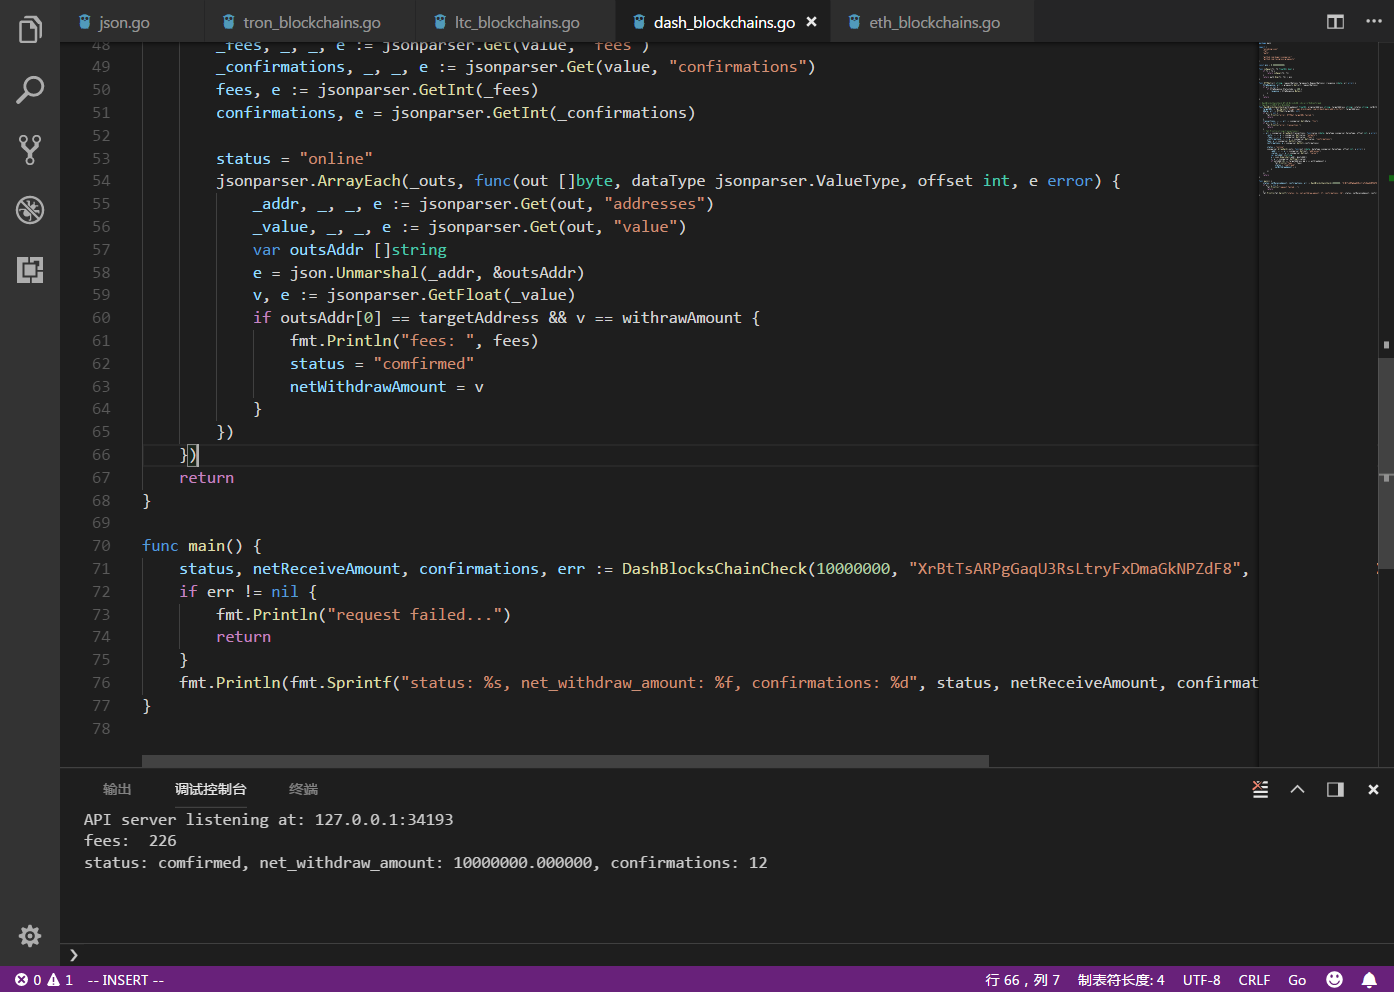 json.go tron_blockchains.go ltc_blockchains.go dash_blockchains.go eth_blockchains.go
48 _fees, _, _, e := jsonparser.Get(value, "fees")
49 _confirmations, _, _, e := jsonparser.Get(value, "confirmations")
50 fees, e := jsonparser.GetInt(_fees)
51 confirmations, e = jsonparser.GetInt(_confirmations)
52
53 status = "online"
54 jsonparser.ArrayEach(_outs, func(out []byte, dataType jsonparser.ValueType, offset int, e error) {
55 _addr, _, _, e := jsonparser.Get(out, "addresses")
56 _value, _, _, e := jsonparser.Get(out, "value")
57 var outsAddr []string
58 e = json.Unmarshal(_addr, &outsAddr)
59 v, e := jsonparser.GetFloat(_value)
60 if outsAddr[0] == targetAddress && v == withrawAmount {
61 fmt.Println("fees: ", fees)
62 status = "comfirmed"
63 netWithdrawAmount = v
64 }
65 })
66 })
67 return
68 }
69
70 func main() {
71 status, netReceiveAmount, confirmations, err := DashBlocksChainCheck(10000000, "XrBtTsARPgGaqU3RsLtryFxDmaGkNPZdF8",
72 if err != nil {
73 fmt.Println("request failed...")
74 return
75 }
76 fmt.Println(fmt.Sprintf("status: %s, net_withdraw_amount: %f, confirmations: %d", status, netReceiveAmount, confirmat
77 }
78
输出 调试控制台 终端
API server listening at: 127.0.0.1:34193
fees:  226
status: comfirmed, net_withdraw_amount: 10000000.000000, confirmations: 12
0 1 -- INSERT -- 行 66，列 7 制表符长度: 4 UTF-8 CRLF Go